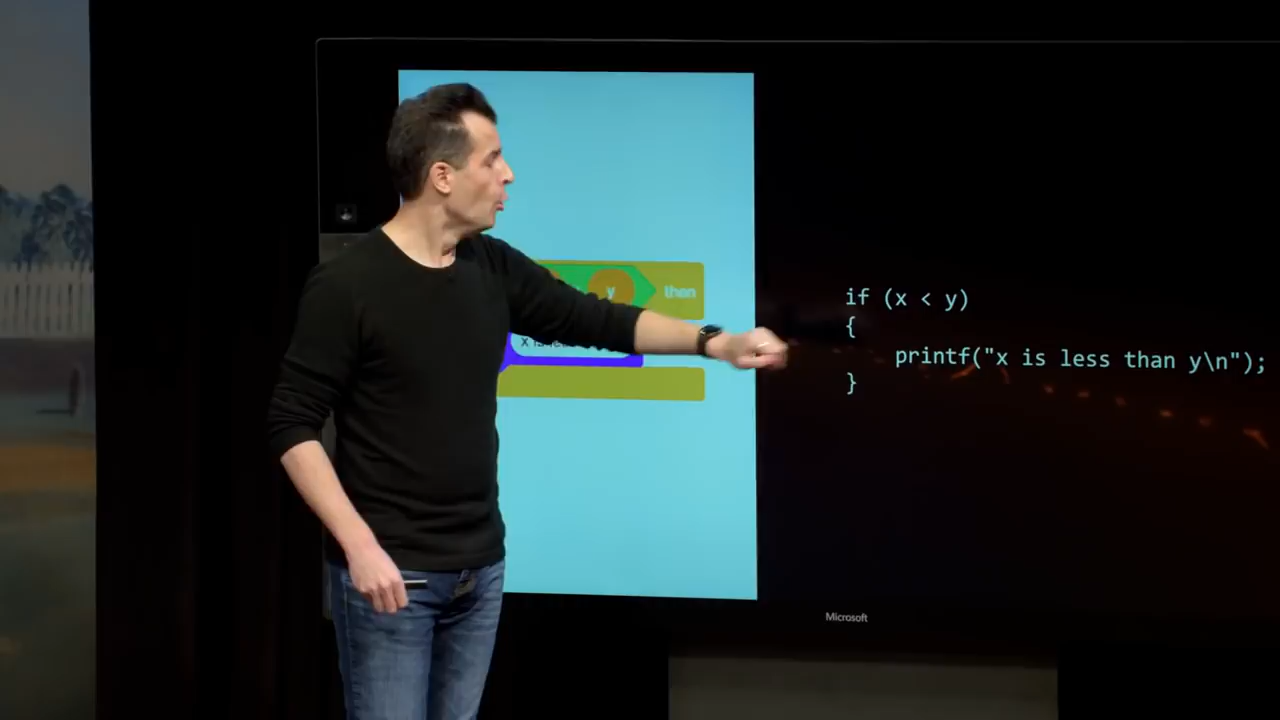 y then
if (x < y)
{
printf("x is less than y\n");
}
Microsoft